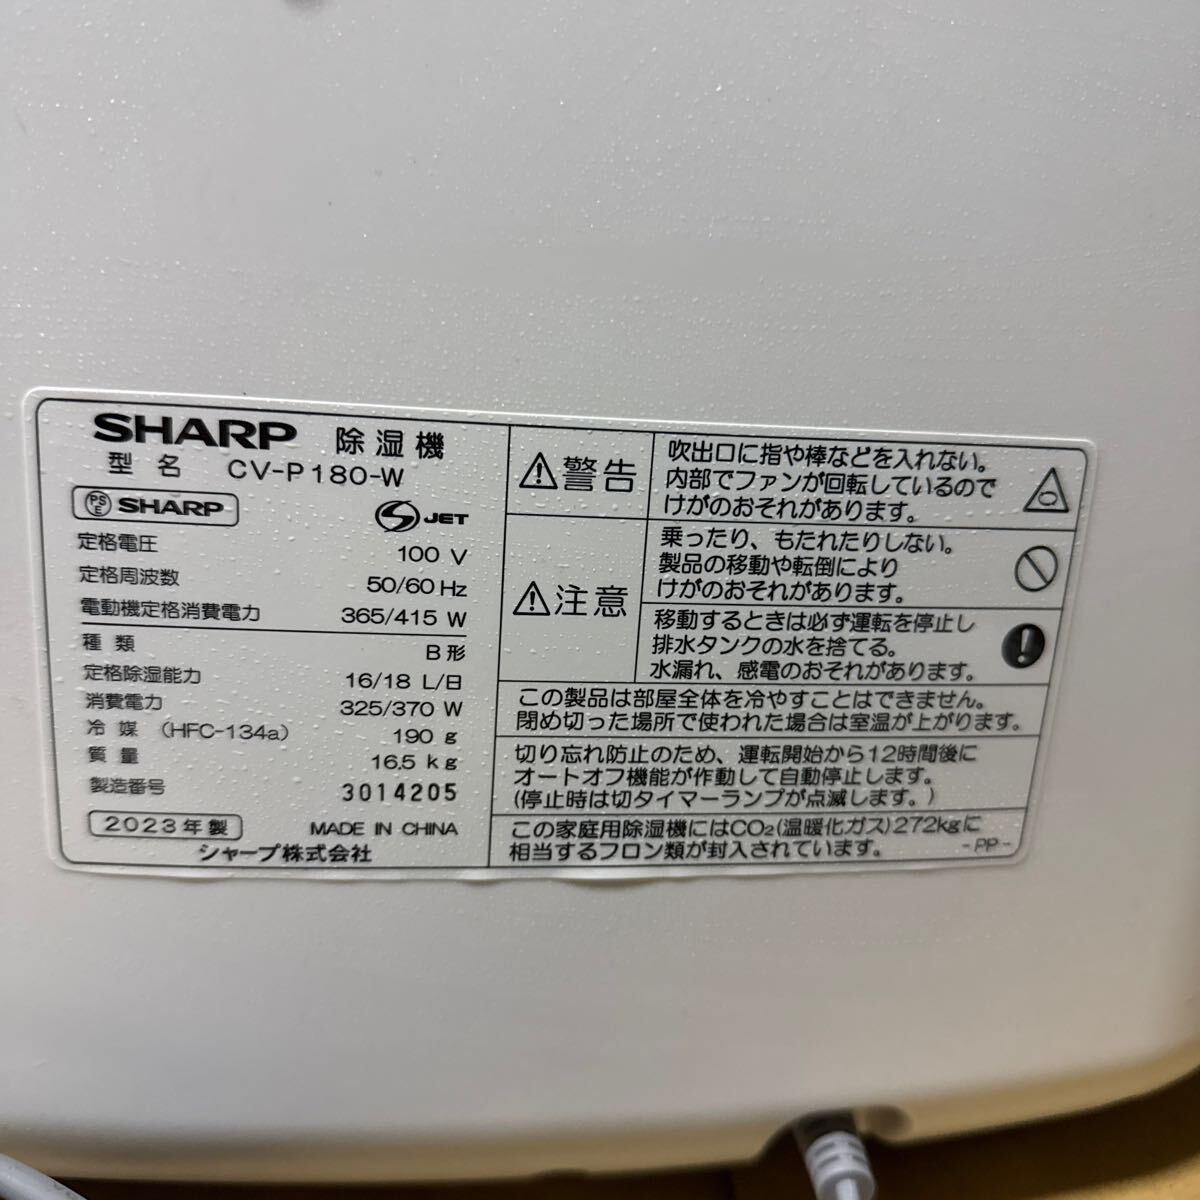 SHARP 除湿機
型名 CV-P180-W
PSE SHARP
S JET
定格電圧 100 V
定格周波数 50/60 Hz
電動機定格消費電力 365/415 W
種類 B形
定格除湿能力 16/18 L/日
消費電力 325/370 W
冷媒 (HFC-134a) 190 g
質量 16.5 kg
製造番号 3014205
2023年製 MADE IN CHINA
シャープ株式会社
警告
吹出口に指や棒などを入れない。
内部でファンが回転しているので
けがのおそれがあります。
注意
乗ったり、もたれたりしない。
製品の移動や転倒により
けがのおそれがあります。
移動するときは必ず運転を停止し
排水タンクの水を捨てる。
水漏れ、感電のおそれがあります。
この製品は部屋全体を冷やすことはできません。
閉め切った場所で使われた場合は室温が上がります。
切り忘れ防止のため、運転開始から12時間後に
オートオフ機能が作動して自動停止します。
(停止時は切タイマーランプが点滅します。)
この家庭用除湿機にはCO2(温暖化ガス)272kgに
相当するフロン類が封入されています。
-PP-